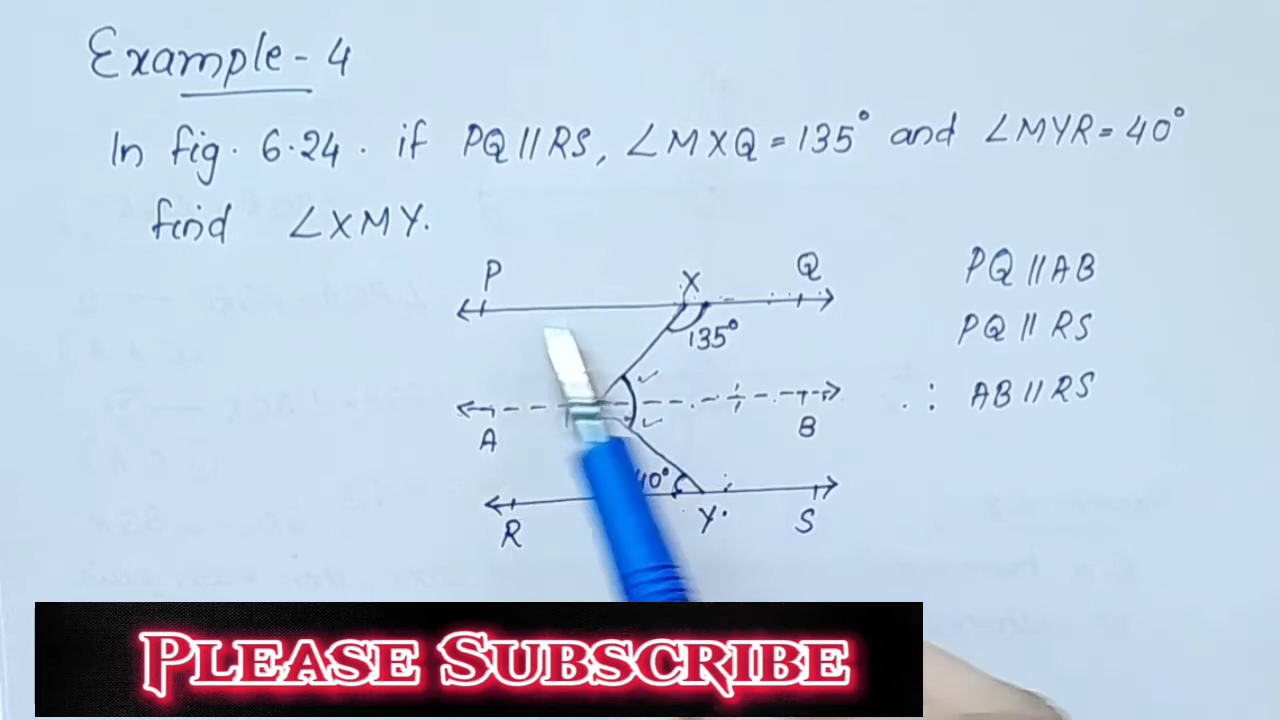 Example - 4
In fig. 6.24. if PQ || RS, ∠MXQ = 135° and ∠MYR = 40°
find ∠XMY.
P X Q
135°
PQ || AB
PQ || RS
∴ AB || RS
A B
40°
R Y S
PLEASE SUBSCRIBE